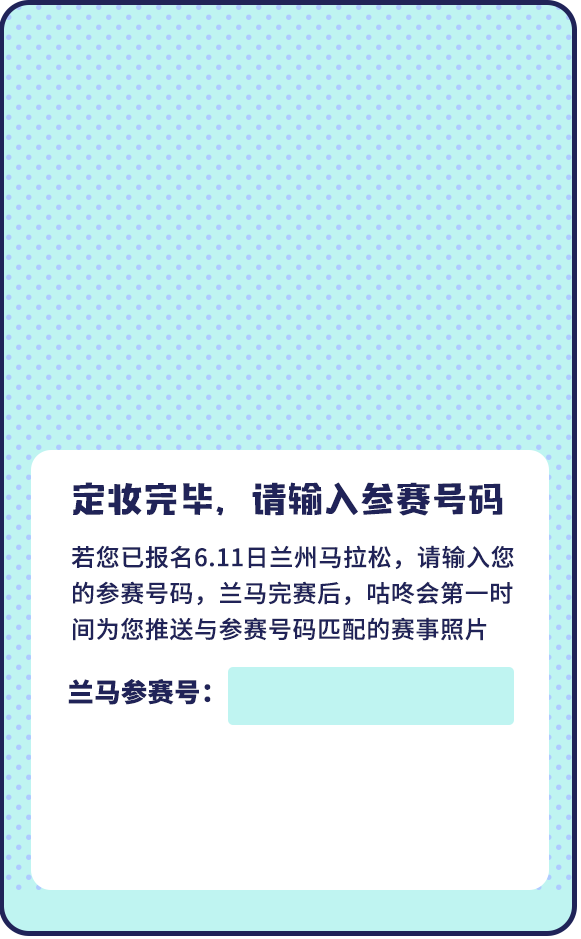 定妆完毕，请输入参赛号码
若您已报名6.11日兰州马拉松，请输入您
的参赛号码，兰马完赛后，咕咚会第一时
间为您推送与参赛号码匹配的赛事照片
兰马参赛号：